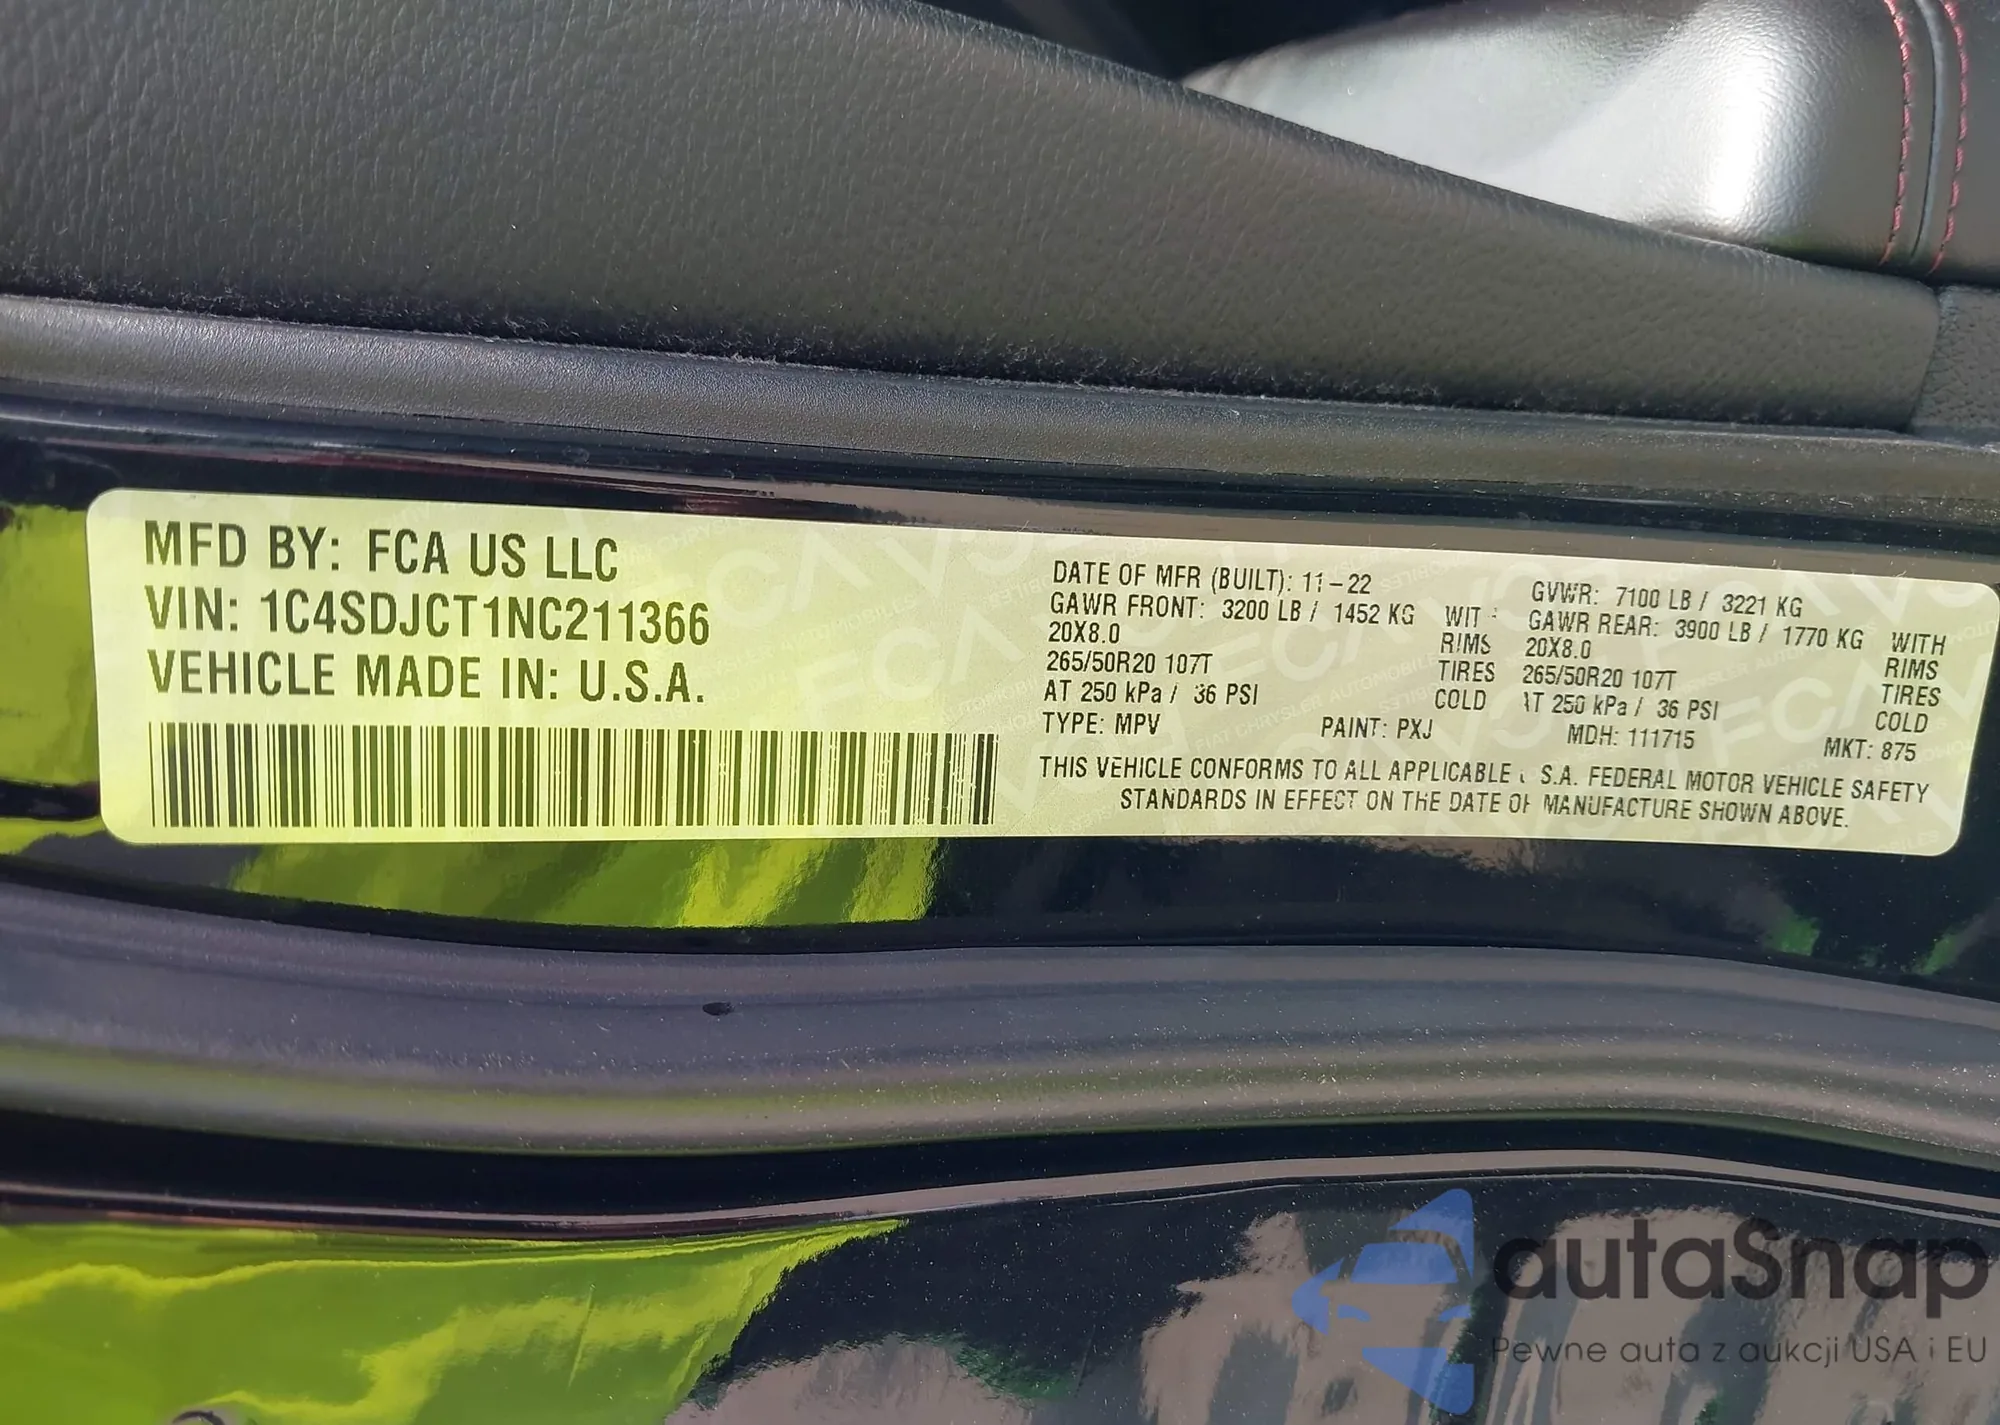 MFD BY: FCA US LLC
VIN: 1C4SDJCT1NC211366
VEHICLE MADE IN: U.S.A.
DATE OF MFR (BUILT): 11-22
GAWR FRONT: 3200 LB / 1452 KG WIT
20X8.0 RIMS
265/50R20 107T TIRES
AT 250 kPa / 36 PSI COLD
GVWR: 7100 LB / 3221 KG
GAWR REAR: 3900 LB / 1770 KG WITH
20X8.0 RIMS
265/50R20 107T TIRES
AT 250 kPa / 36 PSI COLD
TYPE: MPV PAINT: PXJ MDH: 111715 MKT: 875
THIS VEHICLE CONFORMS TO ALL APPLICABLE U.S.A. FEDERAL MOTOR VEHICLE SAFETY
STANDARDS IN EFFECT ON THE DATE OF MANUFACTURE SHOWN ABOVE.
autaSnap
Pewne auta z aukcji USA i EU